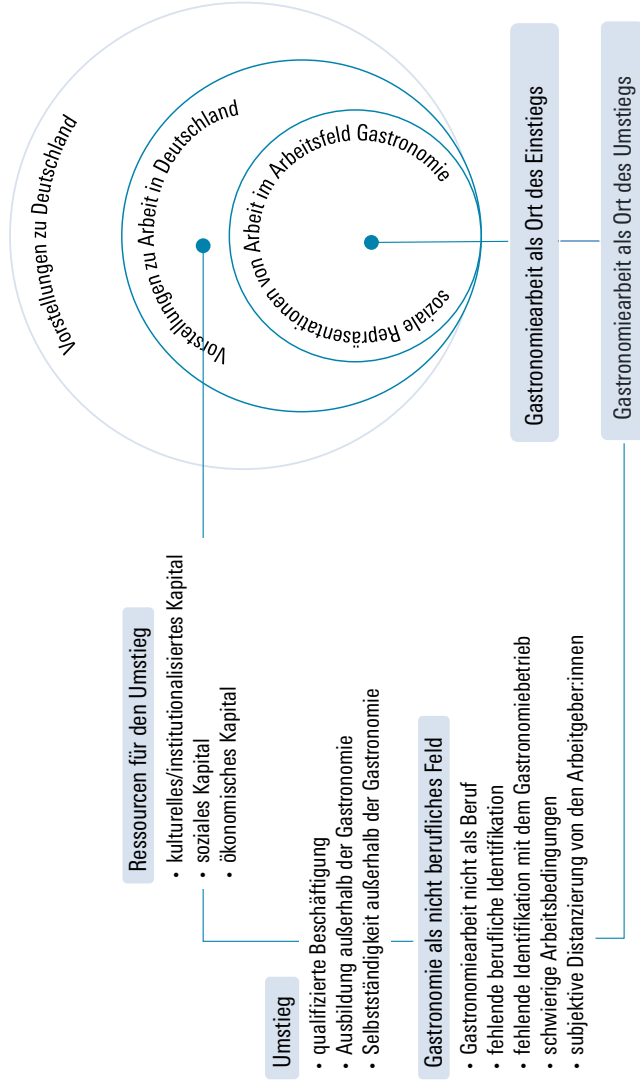 Vorstellungen zu Deutschland
Vorstellungen zu Arbeit in Deutschland
soziale Repräsentationen von Arbeit im Arbeitsfeld Gastronomie
Ressourcen für den Umstieg
• kulturelles/institutionalisiertes Kapital
• soziales Kapital
• ökonomisches Kapital
Umstieg
• qualifizierte Beschäftigung
• Ausbildung außerhalb der Gastronomie
• Selbstständigkeit außerhalb der Gastronomie
Gastronomie als nicht berufliches Feld
• Gastronomiearbeit nicht als Beruf
• fehlende berufliche Identifikation
• fehlende Identifikation mit dem Gastronomiebetrieb
• schwierige Arbeitsbedingungen
• subjektive Distanzierung von den Arbeitgeber:innen
Gastronomiearbeit als Ort des Einstiegs
Gastronomiearbeit als Ort des Umstiegs